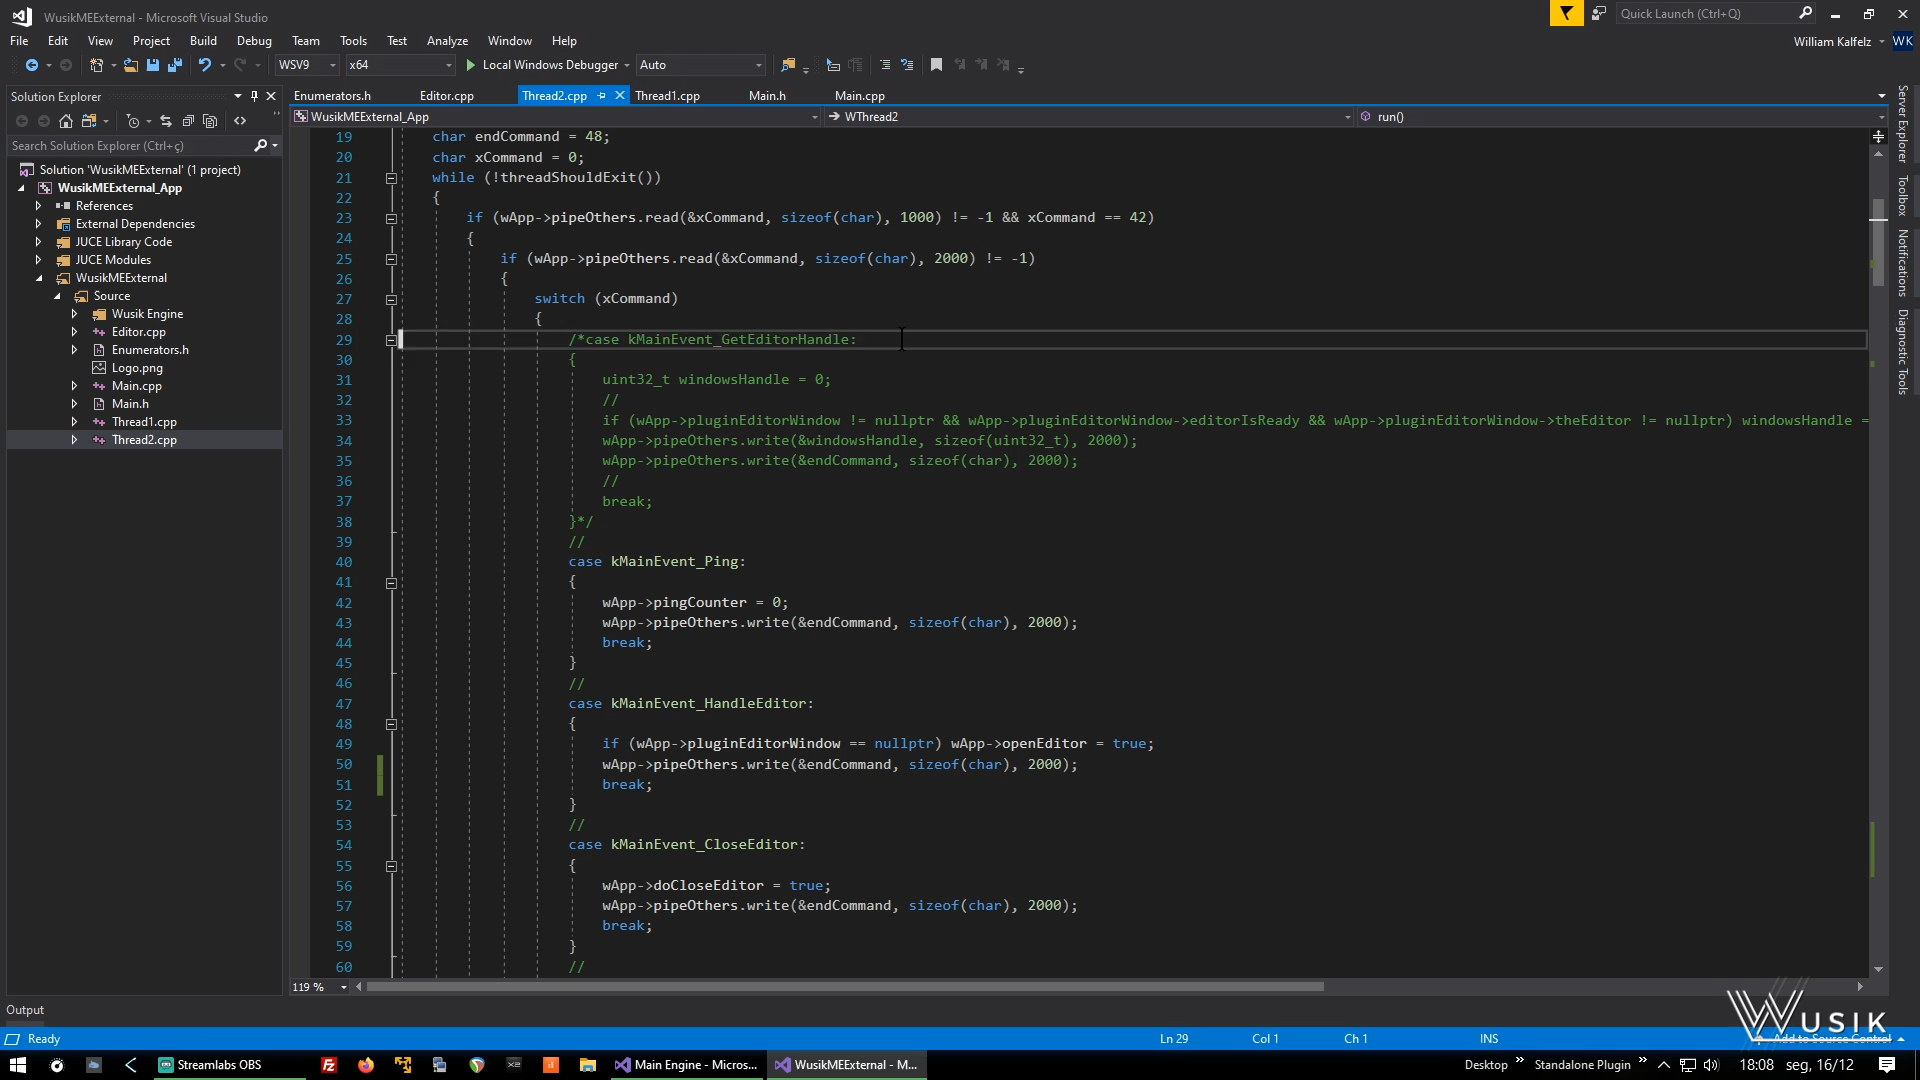 WusikMEExternal - Microsoft Visual Studio
Quick Launch (Ctrl+Q)
File Edit View Project Build Debug Team Tools Test Analyze Window Help
William Kalfelz WK
WSV9 x64 Local Windows Debugger Auto
Solution Explorer
Enumerators.h Editor.cpp Thread2.cpp Thread1.cpp Main.h Main.cpp
WusikMEExternal_App WThread2 run()
Search Solution Explorer (Ctrl+ç)
Solution 'WusikMEExternal' (1 project)
WusikMEExternal_App
References
External Dependencies
JUCE Library Code
JUCE Modules
WusikMEExternal
Source
Wusik Engine
Editor.cpp
Enumerators.h
Logo.png
Main.cpp
Main.h
Thread1.cpp
Thread2.cpp
19 char endCommand = 48;
20 char xCommand = 0;
21 while (!threadShouldExit())
22 {
23 if (wApp->pipeOthers.read(&xCommand, sizeof(char), 1000) != -1 && xCommand == 42)
24 {
25 if (wApp->pipeOthers.read(&xCommand, sizeof(char), 2000) != -1)
26 {
27 switch (xCommand)
28 {
29 /*case kMainEvent_GetEditorHandle:
30 {
31 uint32_t windowsHandle = 0;
32 //
33 if (wApp->pluginEditorWindow != nullptr && wApp->pluginEditorWindow->editorIsReady && wApp->pluginEditorWindow->theEditor != nullptr) windowsHandle =
34 wApp->pipeOthers.write(&windowsHandle, sizeof(uint32_t), 2000);
35 wApp->pipeOthers.write(&endCommand, sizeof(char), 2000);
36 //
37 break;
38 }*/
39 //
40 case kMainEvent_Ping:
41 {
42 wApp->pingCounter = 0;
43 wApp->pipeOthers.write(&endCommand, sizeof(char), 2000);
44 break;
45 }
46 //
47 case kMainEvent_HandleEditor:
48 {
49 if (wApp->pluginEditorWindow == nullptr) wApp->openEditor = true;
50 wApp->pipeOthers.write(&endCommand, sizeof(char), 2000);
51 break;
52 }
53 //
54 case kMainEvent_CloseEditor:
55 {
56 wApp->doCloseEditor = true;
57 wApp->pipeOthers.write(&endCommand, sizeof(char), 2000);
58 break;
59 }
60 //
119 %
Server Explorer
Toolbox
Notifications
Diagnostic Tools
Output
WUSIK
Ready Ln 29 Col 1 Ch 1 INS Add to Source Control
Streamlabs OBS Main Engine - Micros... WusikMEExternal - M... Desktop Standalone Plugin 18:08 seg, 16/12